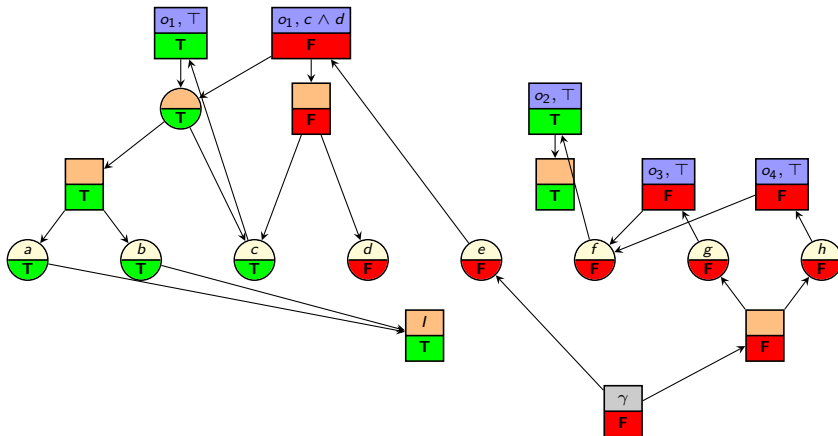 o₁, ⊤ o₁, c ∧ d
T F
o₂, ⊤
T F T
o₃, ⊤ o₄, ⊤
T T F F
a b c d e f g h
T T T F F F F F
I
T F
γ
F